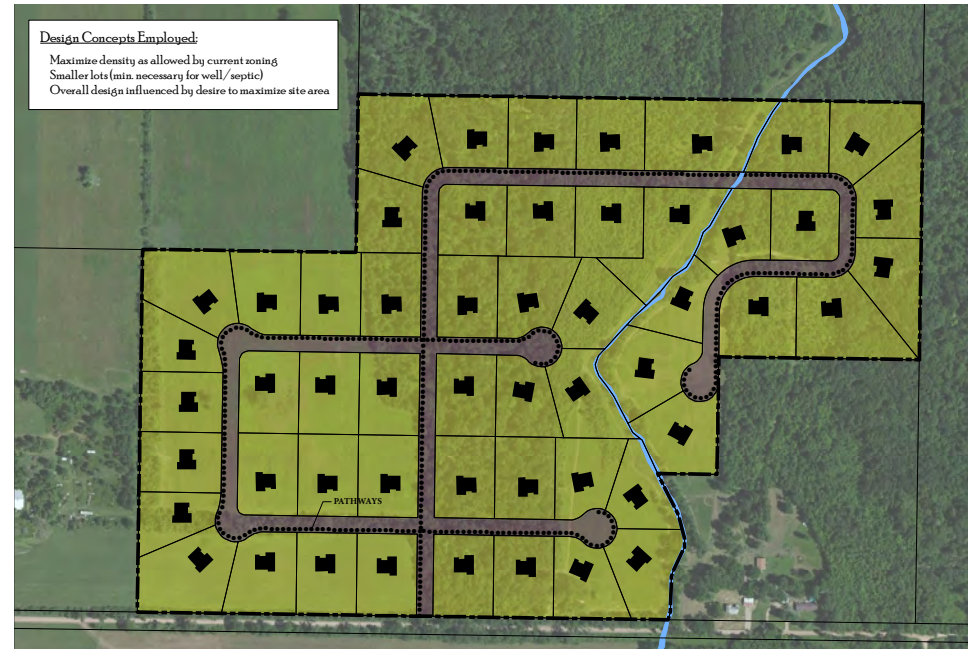 Design Concepts Employed:
Maximize density as allowed by current zoning
Smaller lots (min. necessary for well/septic)
Overall design influenced by desire to maximize site area
PATHWAYS